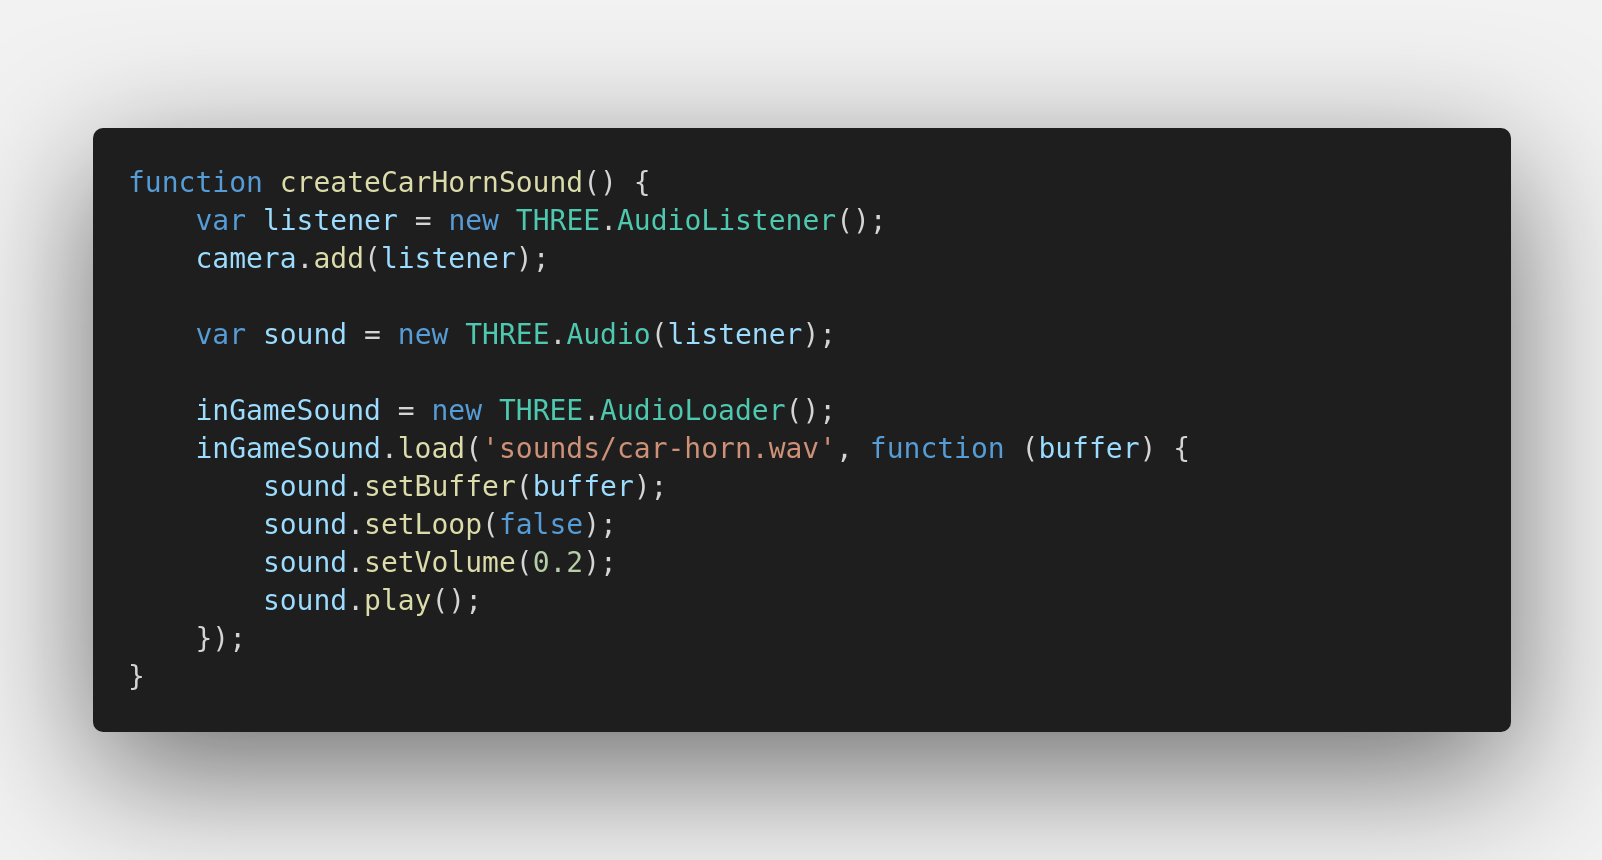 function createCarHornSound() {
    var listener = new THREE.AudioListener();
    camera.add(listener);

    var sound = new THREE.Audio(listener);

    inGameSound = new THREE.AudioLoader();
    inGameSound.load('sounds/car-horn.wav', function (buffer) {
        sound.setBuffer(buffer);
        sound.setLoop(false);
        sound.setVolume(0.2);
        sound.play();
    });
}